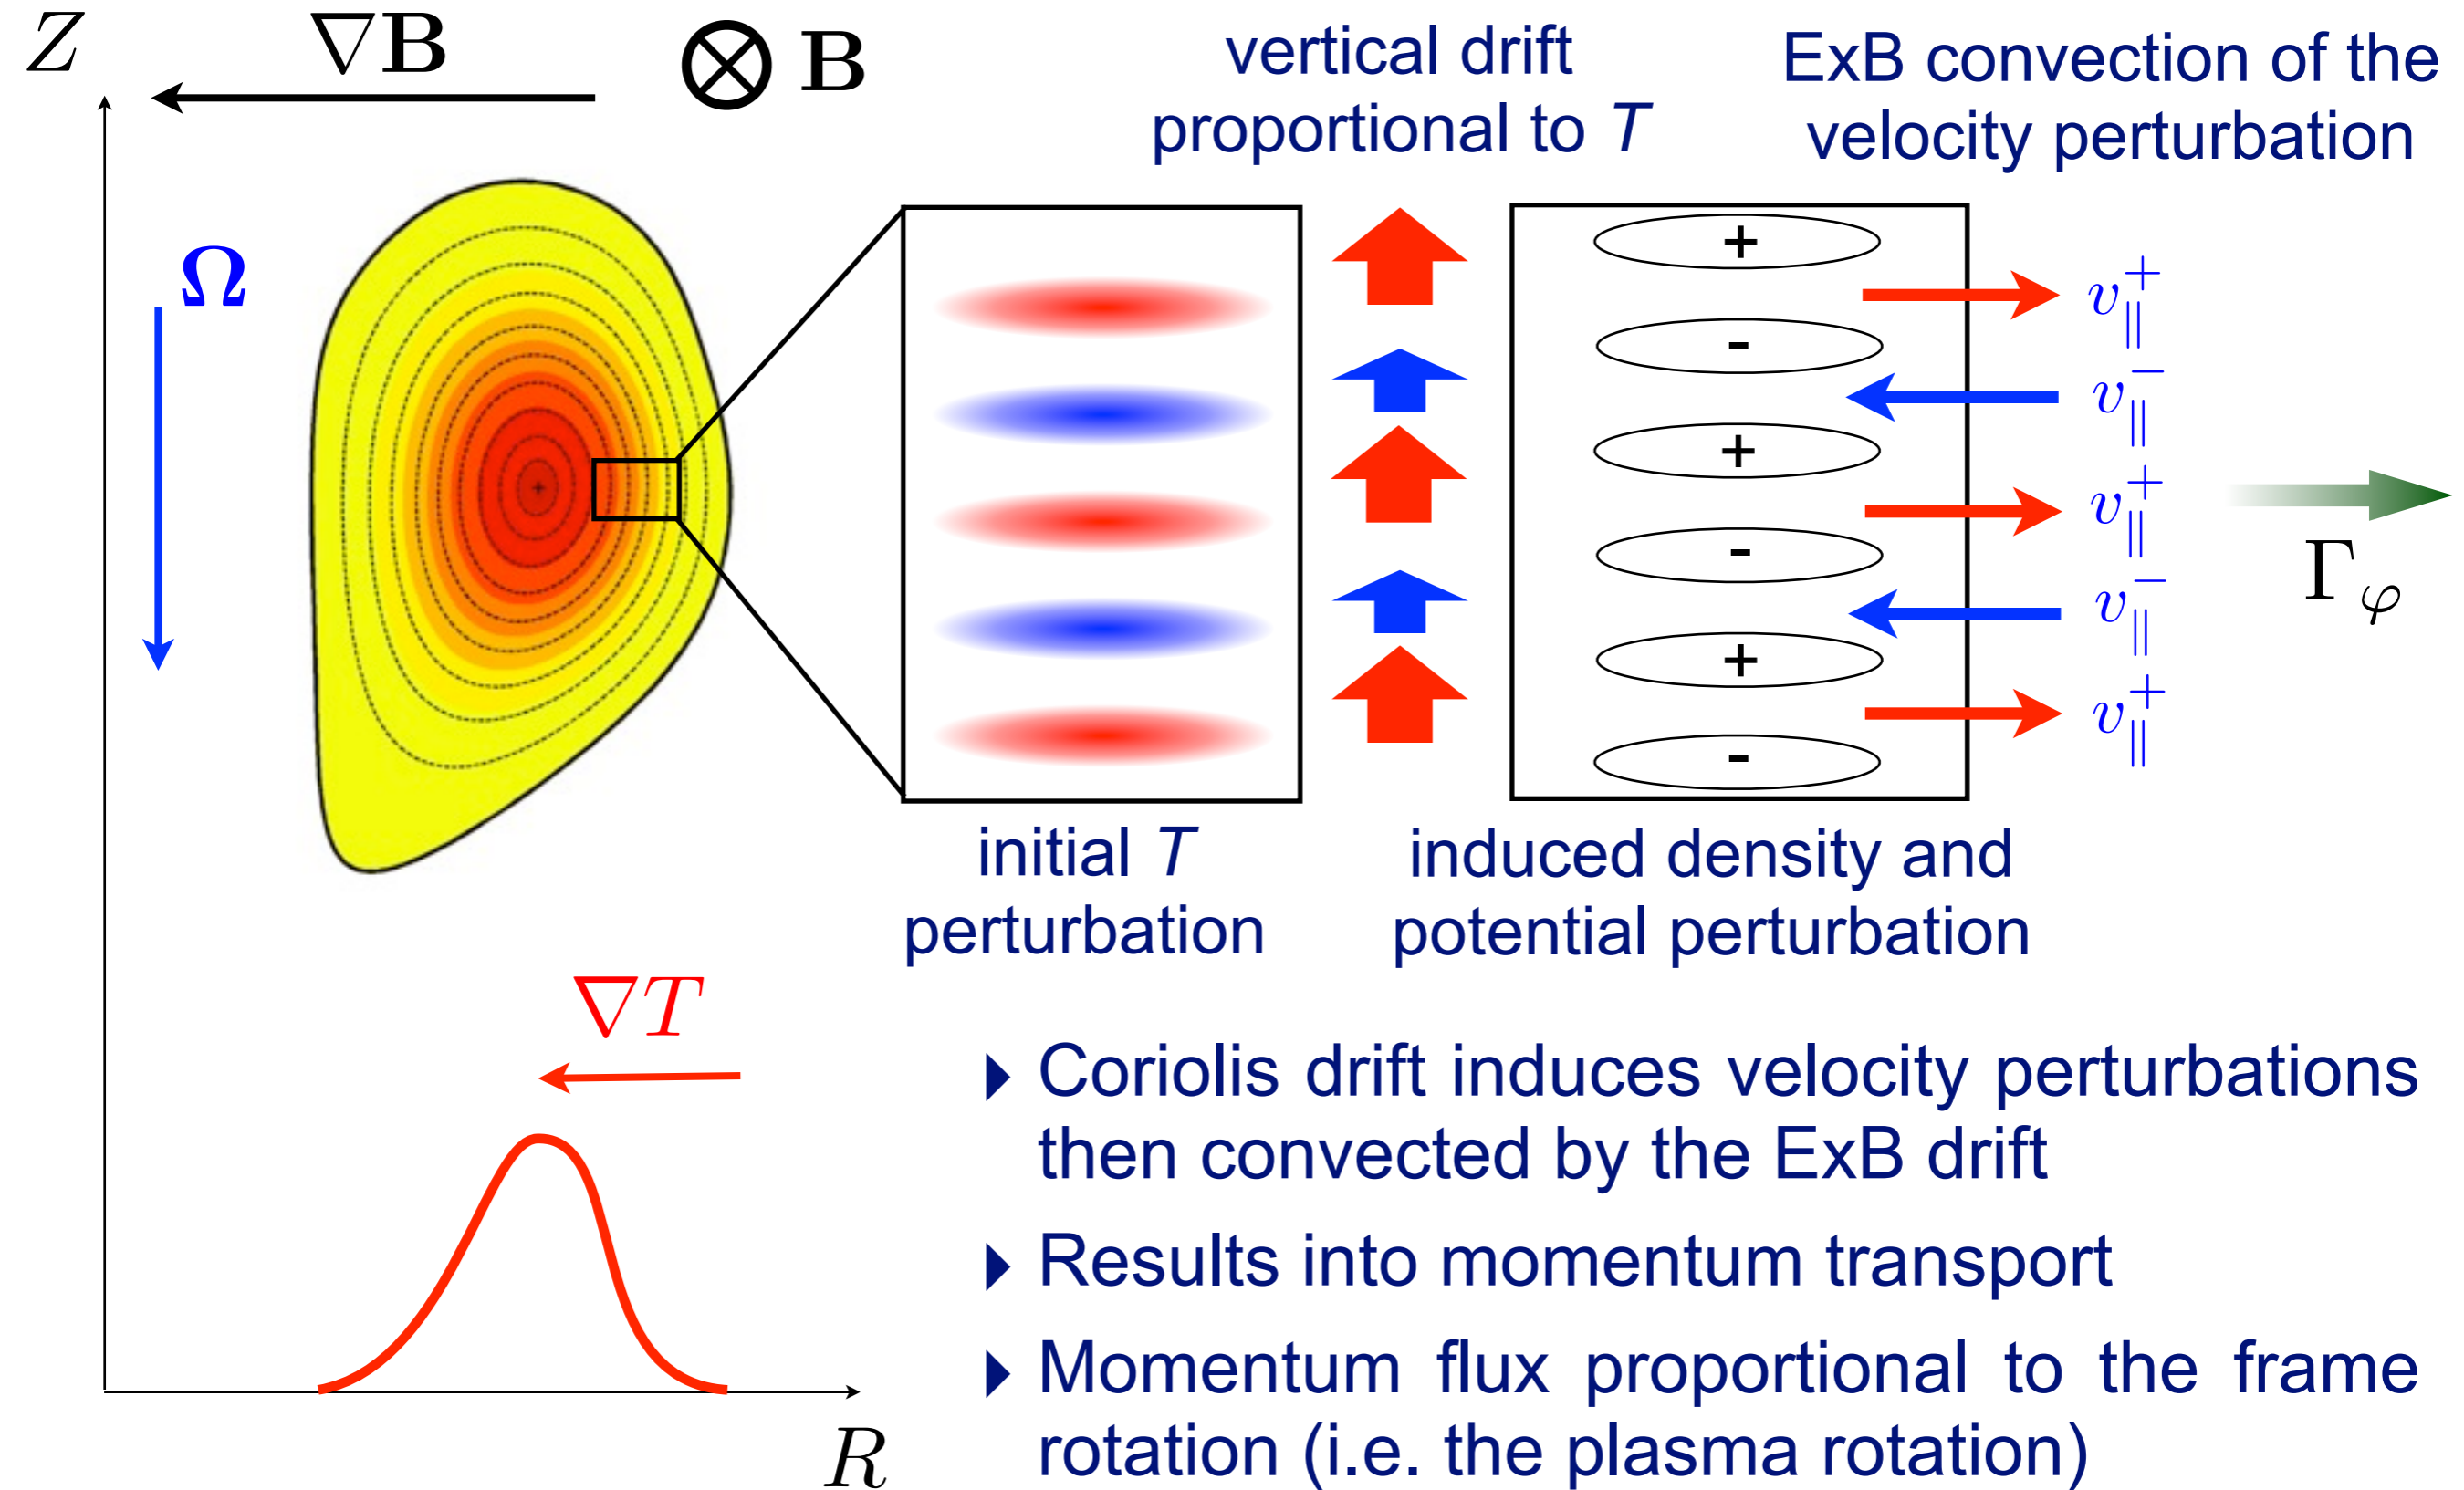 Z
∇B
⊗ B
vertical drift
proportional to T
ExB convection of the
velocity perturbation
Ω
+
-
+
-
+
-
v∥⁺
v∥⁻
v∥⁺
v∥⁻
v∥⁺
Γφ
initial T
perturbation
induced density and
potential perturbation
∇T
R
‣ Coriolis drift induces velocity perturbations
then convected by the ExB drift
‣ Results into momentum transport
‣ Momentum flux proportional to the frame
rotation (i.e. the plasma rotation)